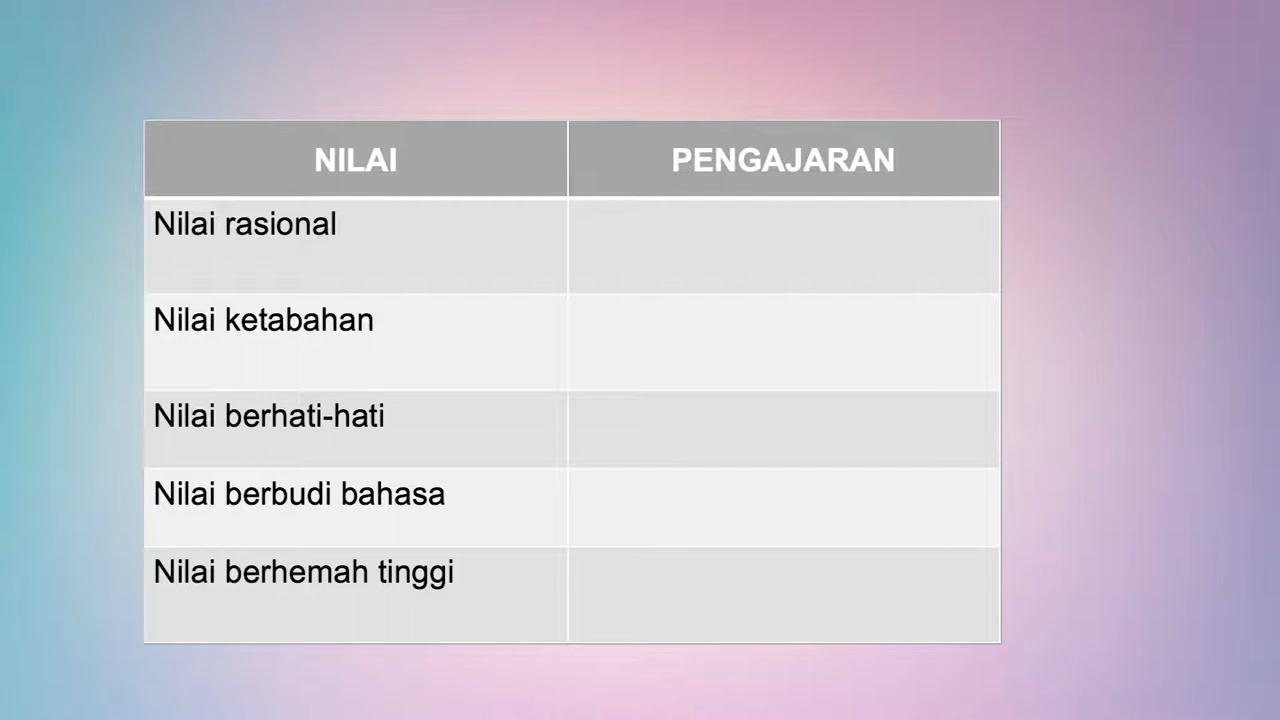 NILAI
PENGAJARAN
Nilai rasional
Nilai ketabahan
Nilai berhati-hati
Nilai berbudi bahasa
Nilai berhemah tinggi